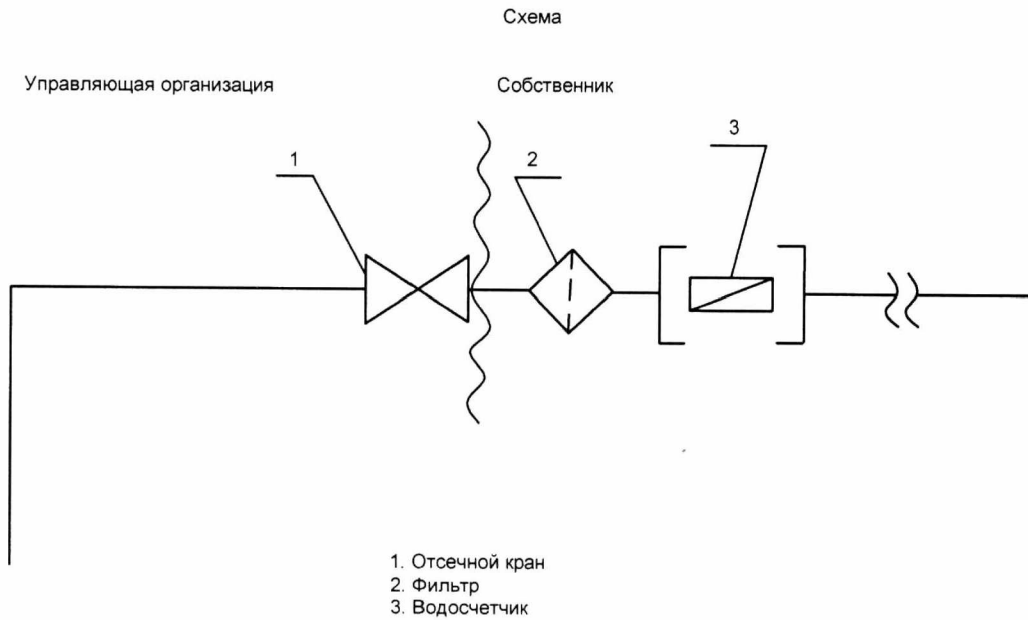 Схема
Управляющая организация
Собственник
1
2
3
1. Отсечной кран
2. Фильтр
3. Водосчетчик